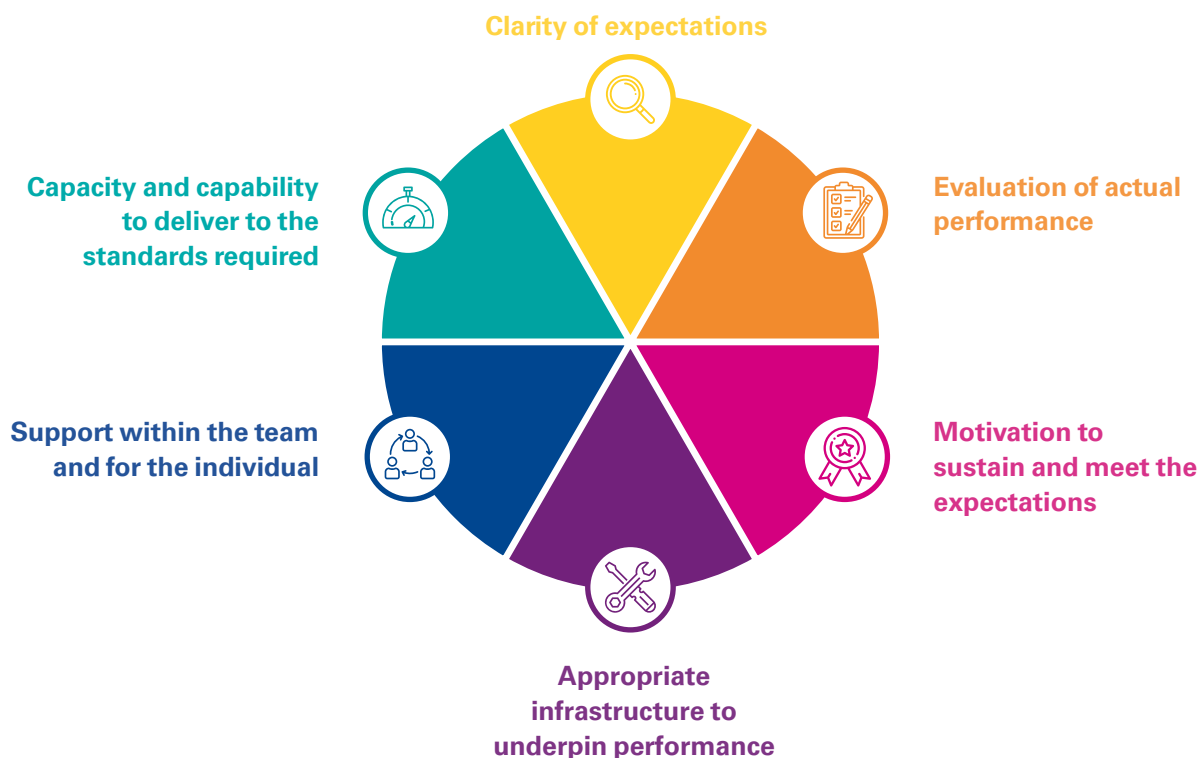 Clarity of expectations
Evaluation of actual
performance
Motivation to
sustain and meet the
expectations
Appropriate
infrastructure to
underpin performance
Support within the team
and for the individual
Capacity and capability
to deliver to the
standards required